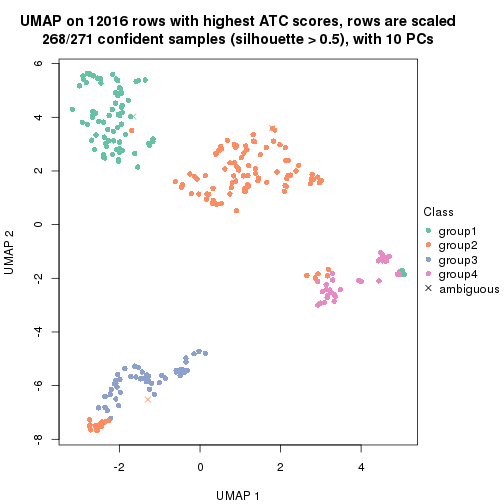 UMAP on 12016 rows with highest ATC scores, rows are scaled
268/271 confident samples (silhouette > 0.5), with 10 PCs
6
4
2
0
-2
-4
-6
-8
UMAP 2
-2
0
2
4
UMAP 1
Class
group1
group2
group3
group4
ambiguous